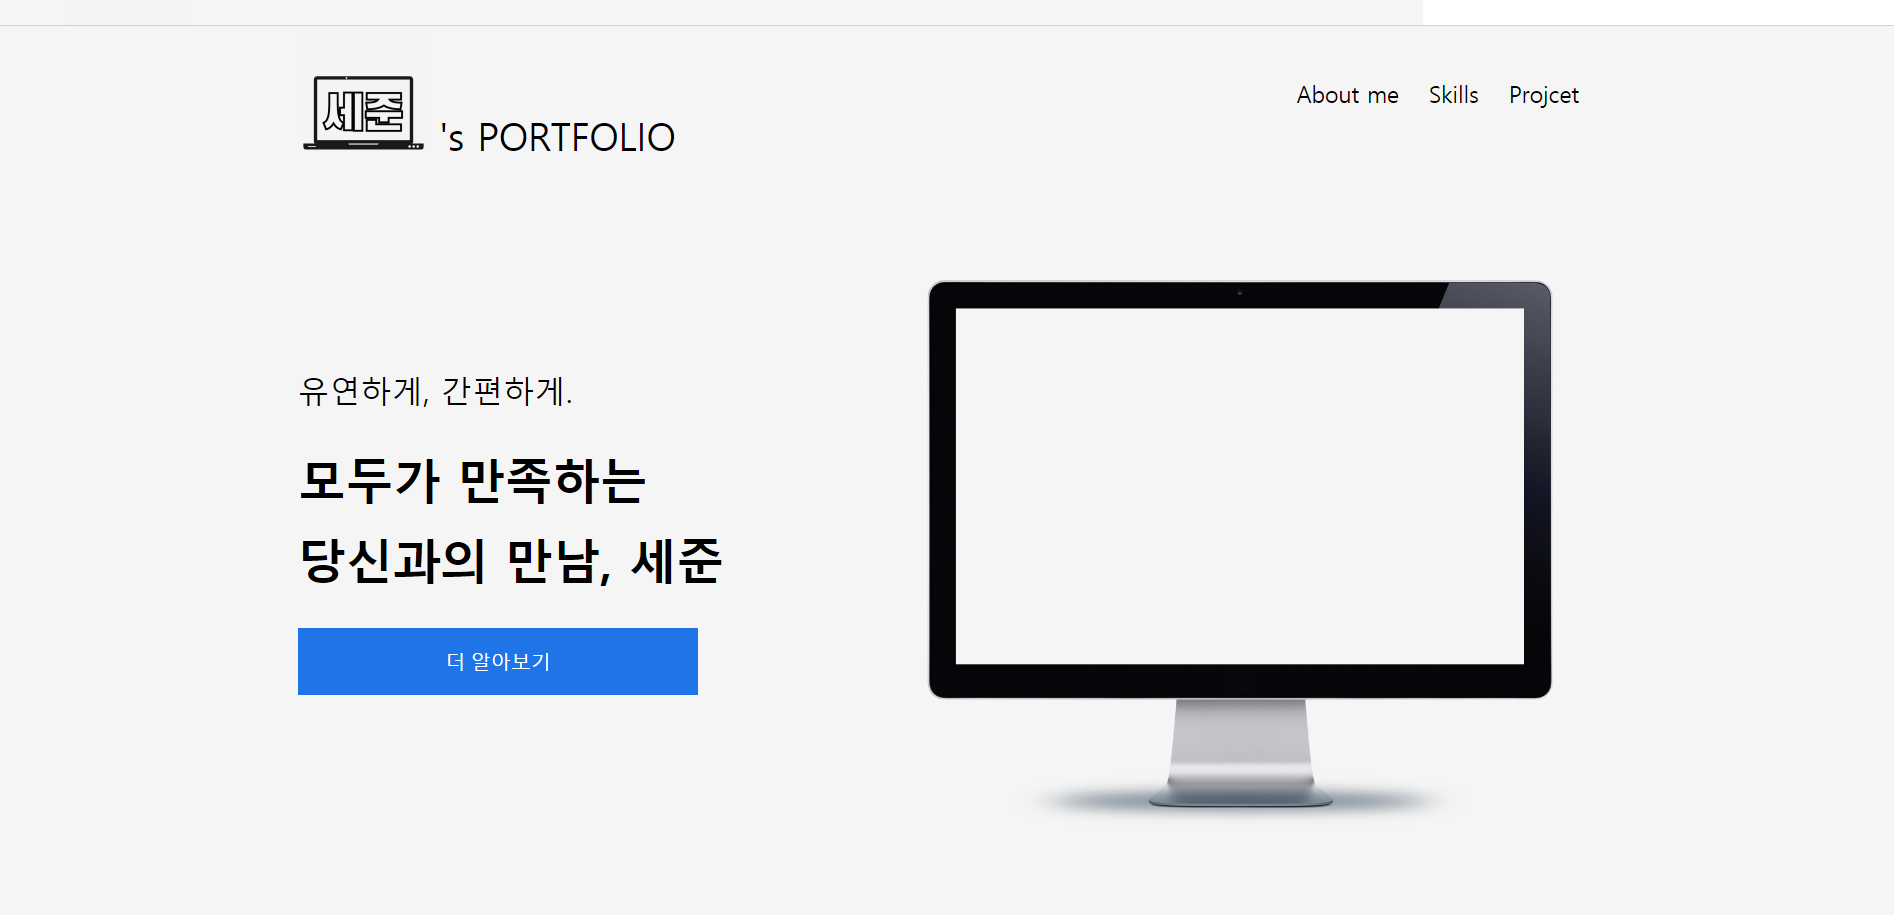 세준 's PORTFOLIO
About me Skills Projcet
유연하게, 간편하게.
모두가 만족하는
당신과의 만남, 세준
더 알아보기